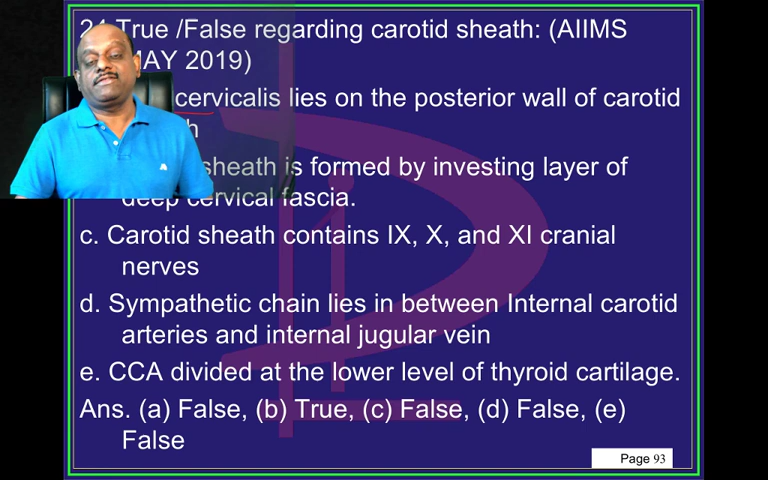 24 True /False regarding carotid sheath: (AIIMS
MAY 2019)
cervicalis lies on the posterior wall of carotid
h
sheath is formed by investing layer of
deep cervical fascia.
c. Carotid sheath contains IX, X, and XI cranial
nerves
d. Sympathetic chain lies in between Internal carotid
arteries and internal jugular vein
e. CCA divided at the lower level of thyroid cartilage.
Ans. (a) False, (b) True, (c) False, (d) False, (e)
False
Page 93